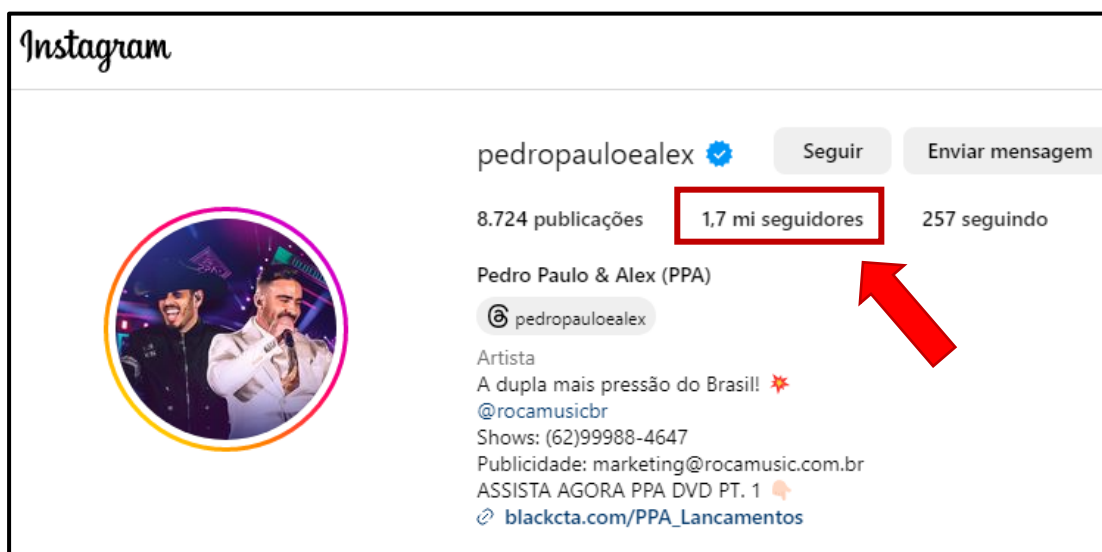 Instagram
pedropauloealex Seguir Enviar mensagem
8.724 publicações 1,7 mi seguidores 257 seguindo
Pedro Paulo & Alex (PPA)
pedropauloealex
Artista
A dupla mais pressão do Brasil! 💥
@rocamusicbr
Shows: (62)99988-4647
Publicidade: marketing@rocamusic.com.br
ASSISTA AGORA PPA DVD PT. 1 👇🏻
blackcta.com/PPA_Lancamentos